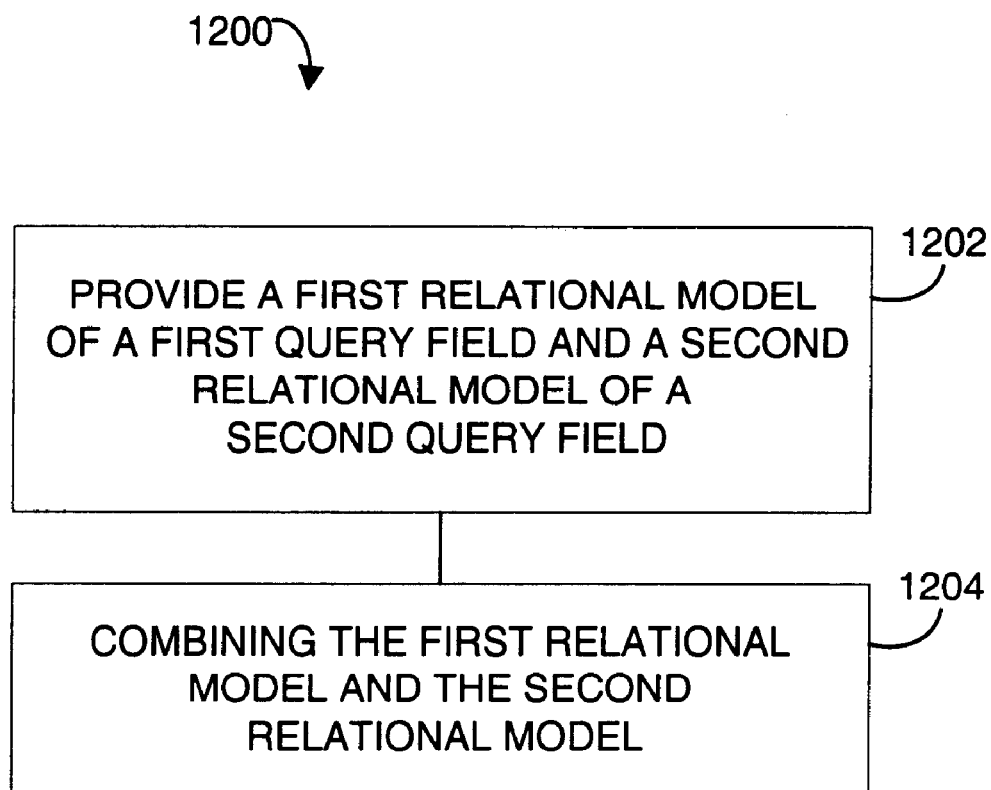 1200
1202
PROVIDE A FIRST RELATIONAL MODEL
OF A FIRST QUERY FIELD AND A SECOND
RELATIONAL MODEL OF A
SECOND QUERY FIELD
1204
COMBINING THE FIRST RELATIONAL
MODEL AND THE SECOND
RELATIONAL MODEL